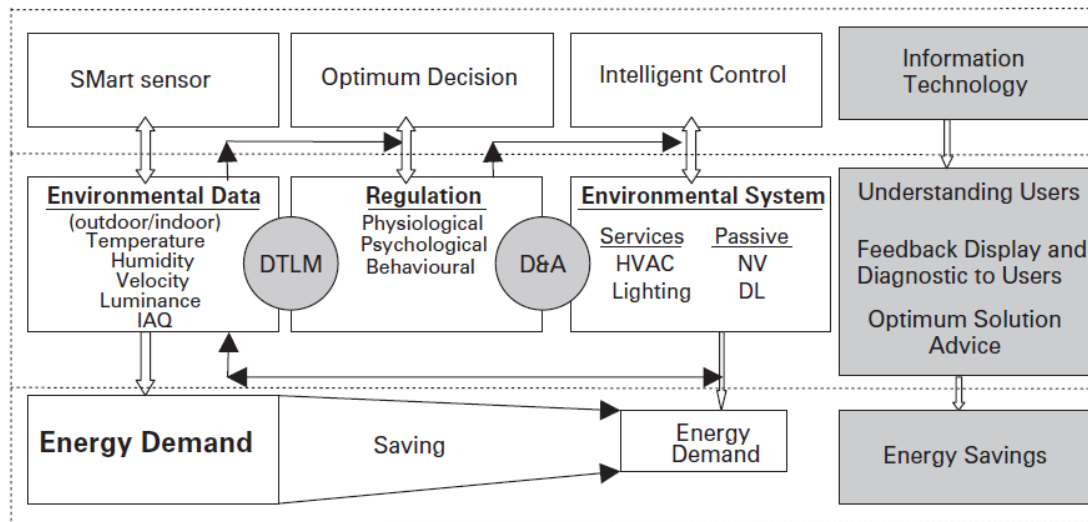 SMart sensor
Optimum Decision
Intelligent Control
Information
Technology
Environmental Data
(outdoor/indoor)
Temperature
Humidity
Velocity
Luminance
IAQ
DTLM
Regulation
Physiological
Psychological
Behavioural
D&A
Environmental System
Services Passive
HVAC NV
Lighting DL
Understanding Users
Feedback Display and
Diagnostic to Users
Optimum Solution
Advice
Energy Demand
Saving
Energy
Demand
Energy Savings